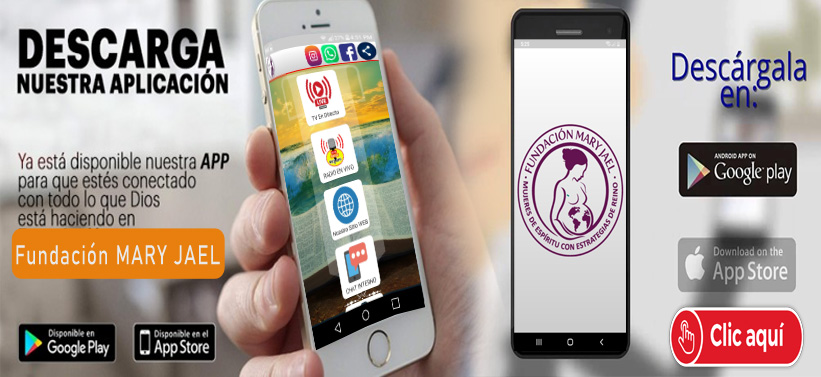 DESCARGA
NUESTRA APLICACIÓN
Ya está disponible nuestra APP
para que estés conectado
con todo lo que Dios
está haciendo en
Fundación MARY JAEL
Disponible en
Google Play
Disponible en el
App Store
LIVE
TV En Directo
RADIO EN VIVO
Nuestro Sitio WEB
CHAT INTERNO
FUNDACIÓN MARY JAEL
MUJERES DE ESPÍRITU CON ESTRATEGIAS DE REINO
Descárgala
en:
ANDROID APP ON
Google play
Download on the
App Store
Clic aquí